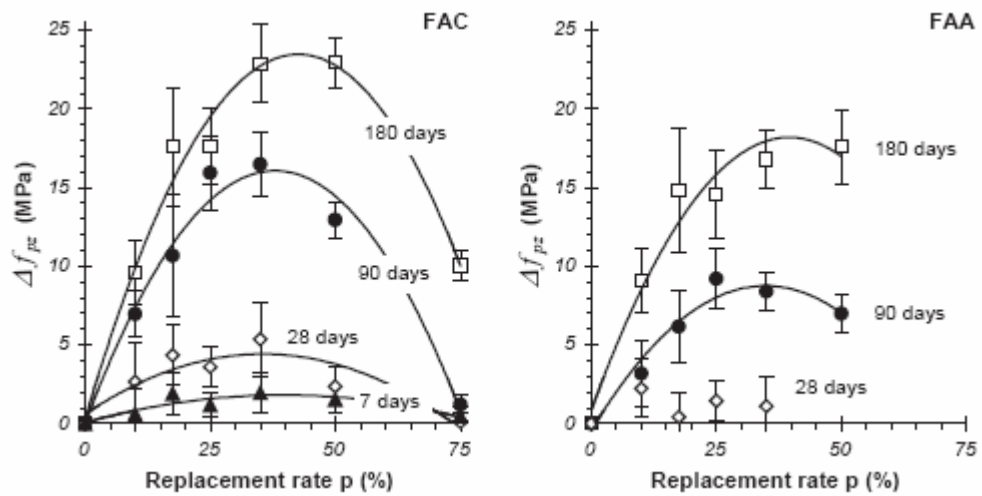 FAC
25
20
15
10
5
0
Δf_pz (MPa)
180 days
90 days
28 days
7 days
0 25 50 75
Replacement rate p (%)
FAA
25
20
15
10
5
0
Δf_pz (MPa)
180 days
90 days
28 days
0 25 50 75
Replacement rate p (%)